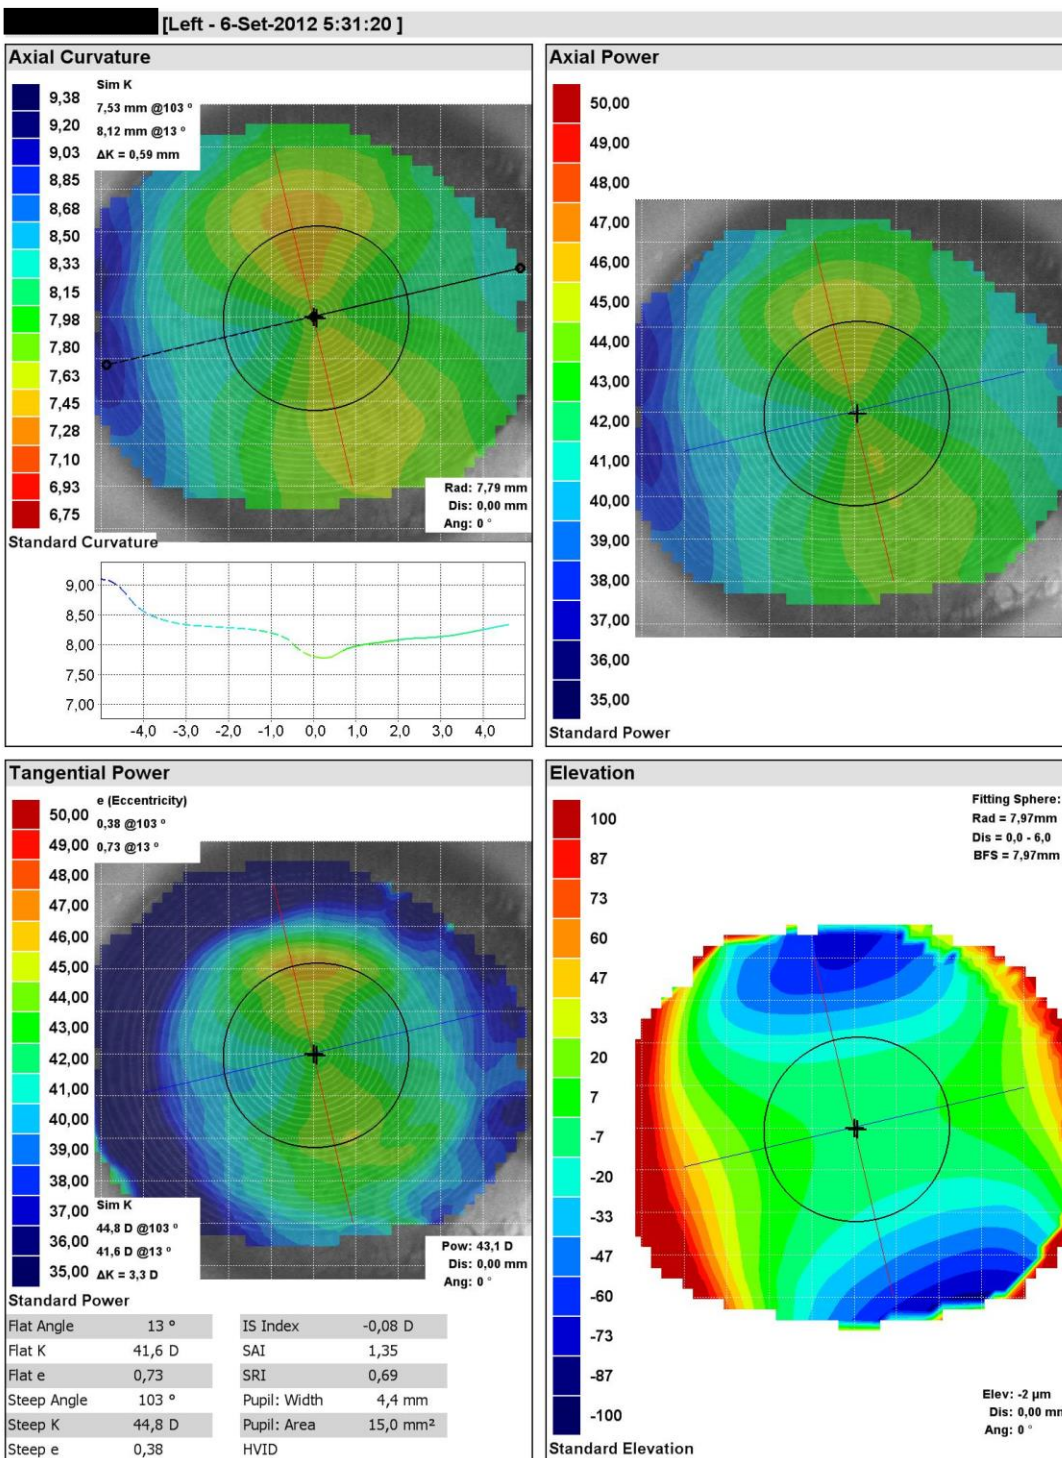 [Left - 6-Set-2012 5:31:20 ]
Axial Curvature
Sim K
7,53 mm @103 °
8,12 mm @13 °
ΔK = 0,59 mm
9,38
9,20
9,03
8,85
8,68
8,50
8,33
8,15
7,98
7,80
7,63
7,45
7,28
7,10
6,93
6,75
Rad: 7,79 mm
Dis: 0,00 mm
Ang: 0 °
Standard Curvature
9,00
8,50
8,00
7,50
7,00
-4,0 -3,0 -2,0 -1,0 0,0 1,0 2,0 3,0 4,0
Axial Power
50,00
49,00
48,00
47,00
46,00
45,00
44,00
43,00
42,00
41,00
40,00
39,00
38,00
37,00
36,00
35,00
Standard Power
Tangential Power
e (Eccentricity)
0,38 @103 °
0,73 @13 °
50,00
49,00
48,00
47,00
46,00
45,00
44,00
43,00
42,00
41,00
40,00
39,00
38,00
37,00
36,00
35,00
Sim K
44,8 D @103 °
41,6 D @13 °
ΔK = 3,3 D
Pow: 43,1 D
Dis: 0,00 mm
Ang: 0 °
Standard Power
Flat Angle 13 ° IS Index -0,08 D
Flat K 41,6 D SAI 1,35
Flat e 0,73 SRI 0,69
Steep Angle 103 ° Pupil: Width 4,4 mm
Steep K 44,8 D Pupil: Area 15,0 mm²
Steep e 0,38 HVID
Elevation
Fitting Sphere:
Rad = 7,97mm
Dis = 0,0 - 6,0
BFS = 7,97mm
100
87
73
60
47
33
20
7
-7
-20
-33
-47
-60
-73
-87
-100
Elev: -2 µm
Dis: 0,00 mm
Ang: 0 °
Standard Elevation